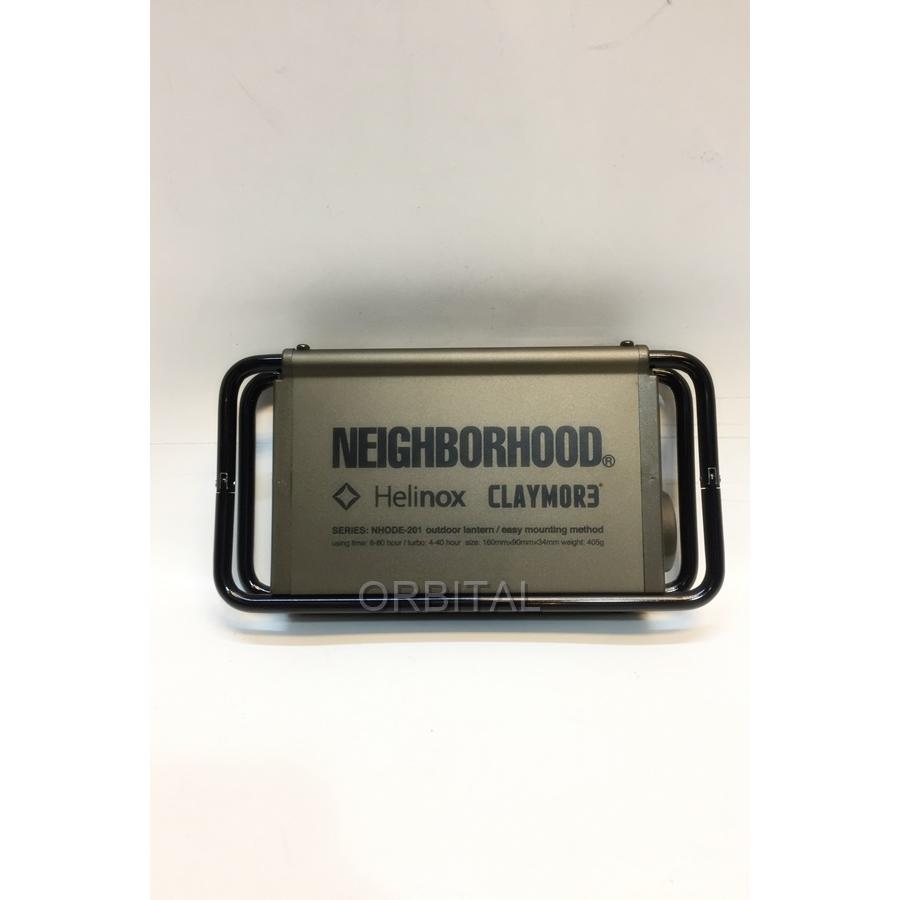 NEIGHBORHOOD®
Helinox CLAYMOR3®
SERIES: NHODE-201 outdoor lantern / easy mounting method
using time: 6-80 hour / turbo: 4-40 hour size: 160mm×90mm×34mm weight: 405g
ORBITAL